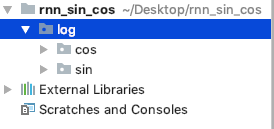 rnn_sin_cos ~/Desktop/rnn_sin_cos
log
cos
sin
External Libraries
Scratches and Consoles